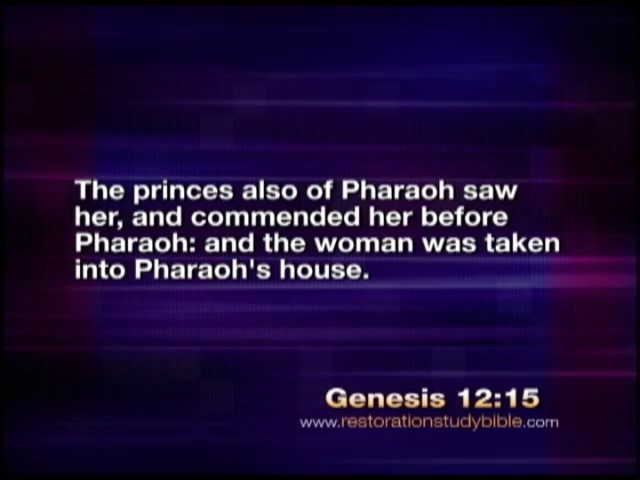 The princes also of Pharaoh saw
her, and commended her before
Pharaoh: and the woman was taken
into Pharaoh's house.
Genesis 12:15
www.restorationstudybible.com